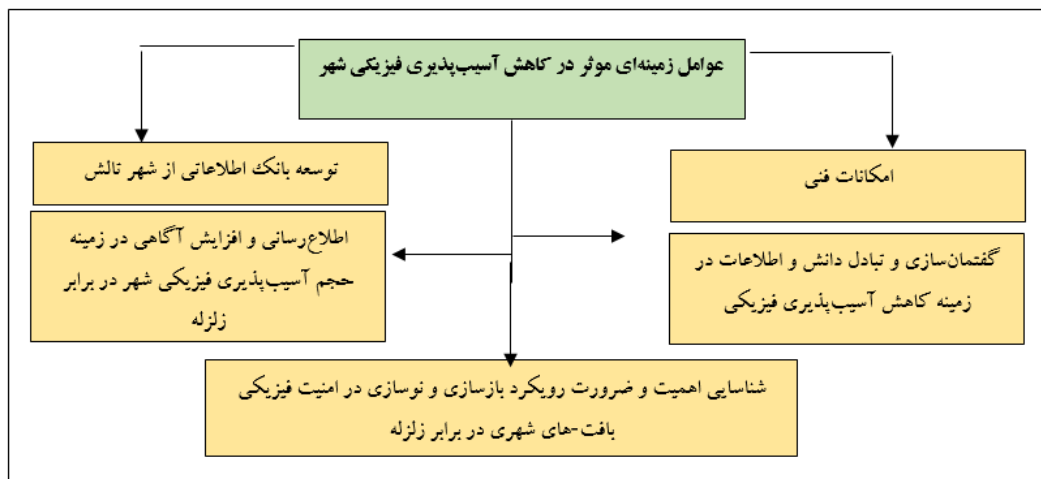 عوامل زمینه‌ای موثر در کاهش آسیب‌پذیری فیزیکی شهر
امکانات فنی
توسعه بانک اطلاعاتی از شهر تالش
گفتمان‌سازی و تبادل دانش و اطلاعات در
زمینه کاهش آسیب‌پذیری فیزیکی
اطلاع‌رسانی و افزایش آگاهی در زمینه
حجم آسیب‌پذیری فیزیکی شهر در برابر
زلزله
شناسایی اهمیت و ضرورت رویکرد بازسازی و نوسازی در امنیت فیزیکی
بافت-های شهری در برابر زلزله